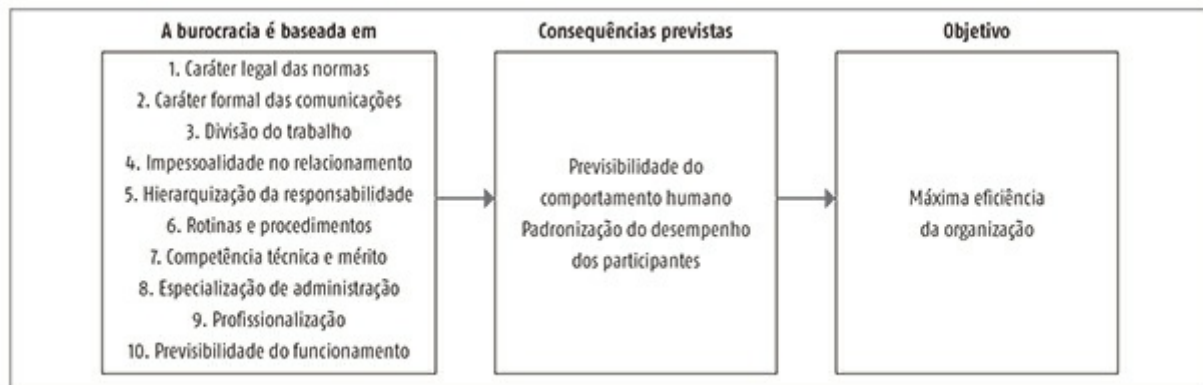 A burocracia é baseada em
1. Caráter legal das normas
2. Caráter formal das comunicações
3. Divisão do trabalho
4. Impessoalidade no relacionamento
5. Hierarquização da responsabilidade
6. Rotinas e procedimentos
7. Competência técnica e mérito
8. Especialização de administração
9. Profissionalização
10. Previsibilidade do funcionamento
Consequências previstas
Previsibilidade do
comportamento humano
Padronização do desempenho
dos participantes
Objetivo
Máxima eficiência
da organização